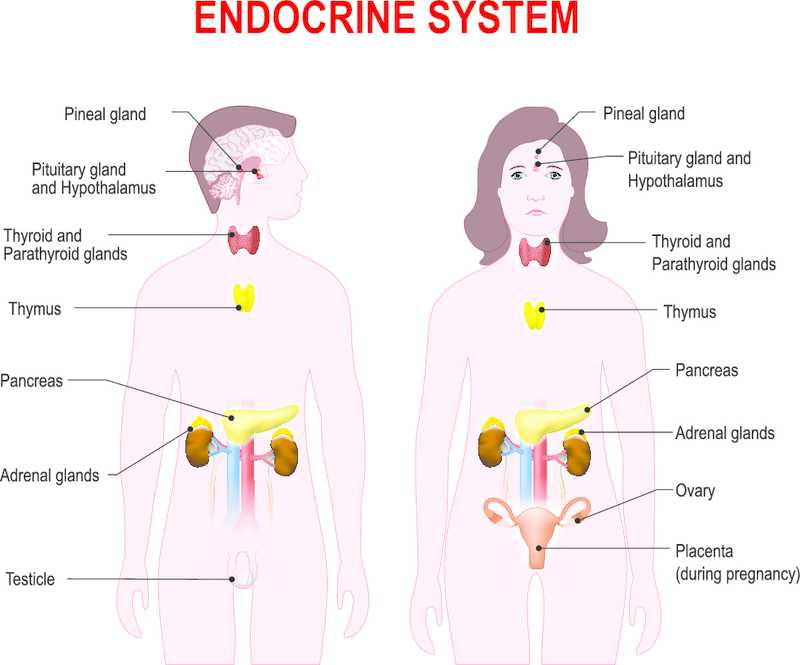 ENDOCRINE SYSTEM
Pineal gland
Pituitary gland
and Hypothalamus
Thyroid and
Parathyroid glands
Thymus
Pancreas
Adrenal glands
Testicle
Pineal gland
Pituitary gland and
Hypothalamus
Thyroid and
Parathyroid glands
Thymus
Pancreas
Adrenal glands
Ovary
Placenta
(during pregnancy)